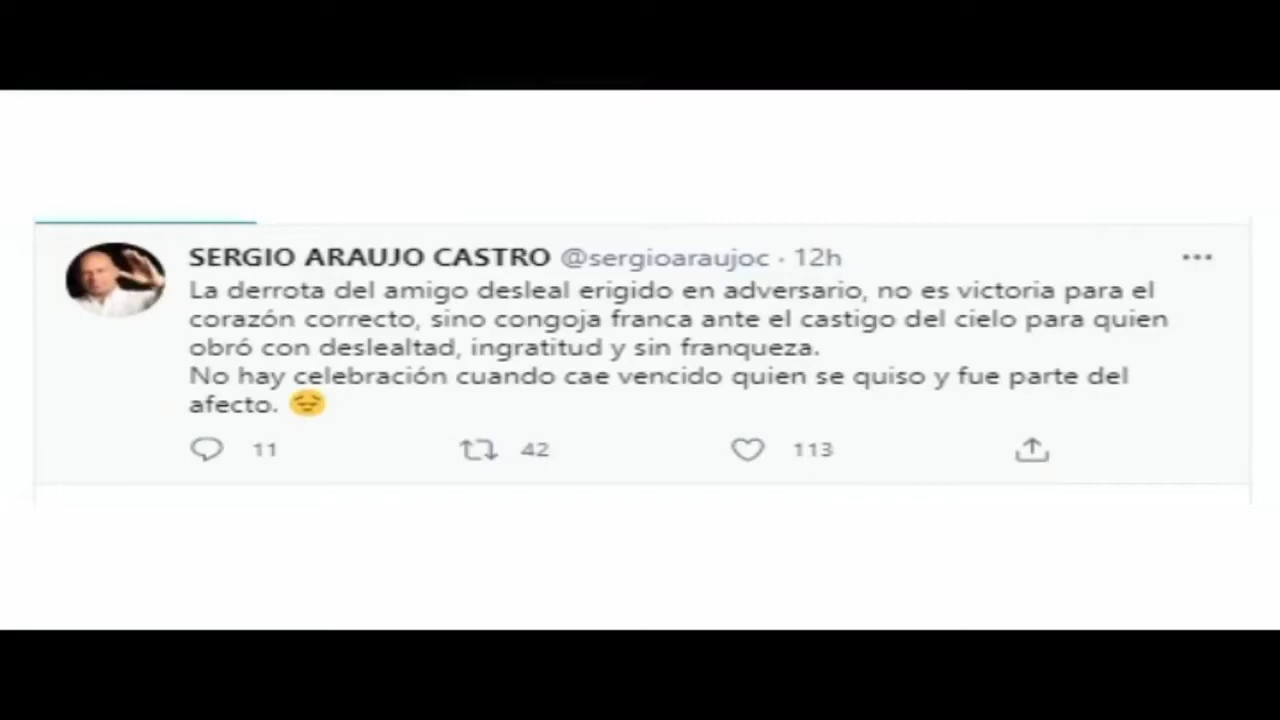 SERGIO ARAUJO CASTRO @sergioaraujoc · 12h
La derrota del amigo desleal erigido en adversario, no es victoria para el
corazón correcto, sino congoja franca ante el castigo del cielo para quien
obró con deslealtad, ingratitud y sin franqueza.
No hay celebración cuando cae vencido quien se quiso y fue parte del
afecto. 😔
11 42 113